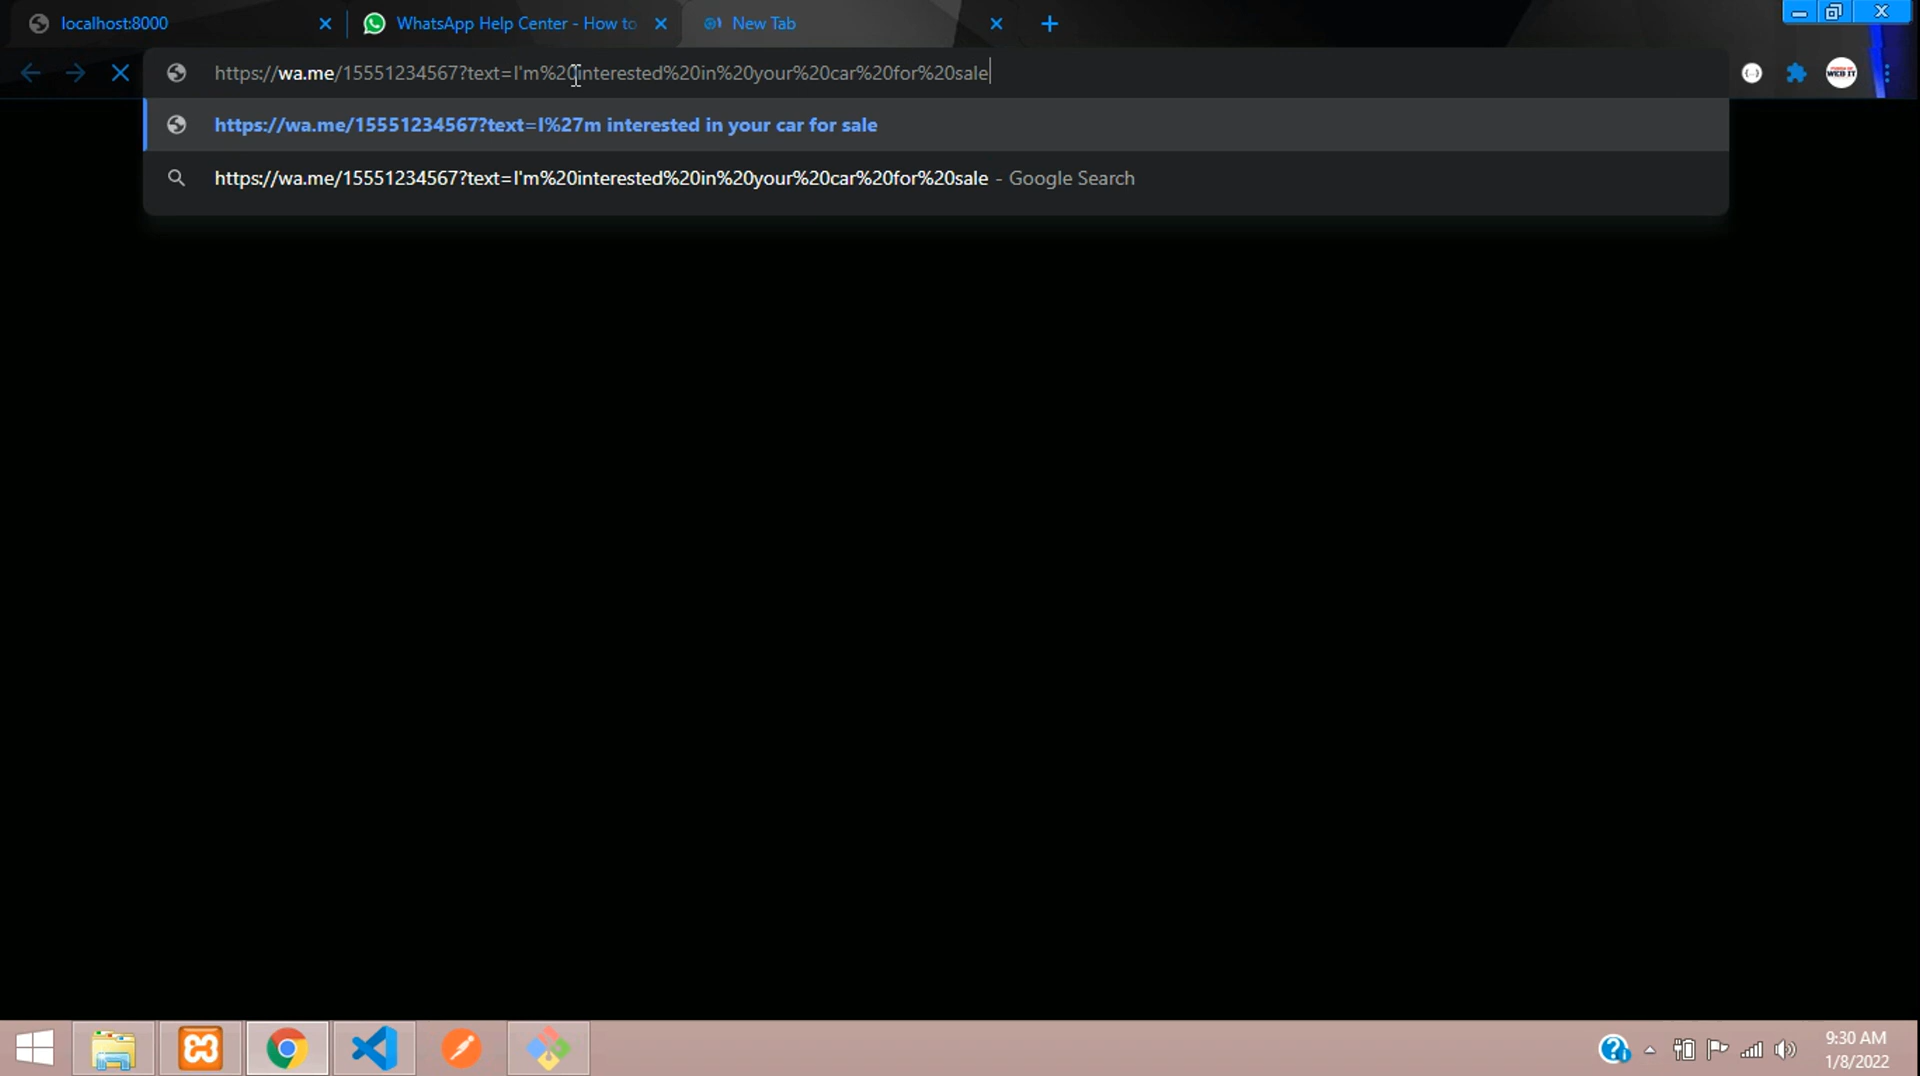 localhost:8000
WhatsApp Help Center - How to
New Tab
https://wa.me/15551234567?text=I'm%20interested%20in%20your%20car%20for%20sale
https://wa.me/15551234567?text=I%27m interested in your car for sale
https://wa.me/15551234567?text=I'm%20interested%20in%20your%20car%20for%20sale - Google Search
WEB IT
9:30 AM
1/8/2022